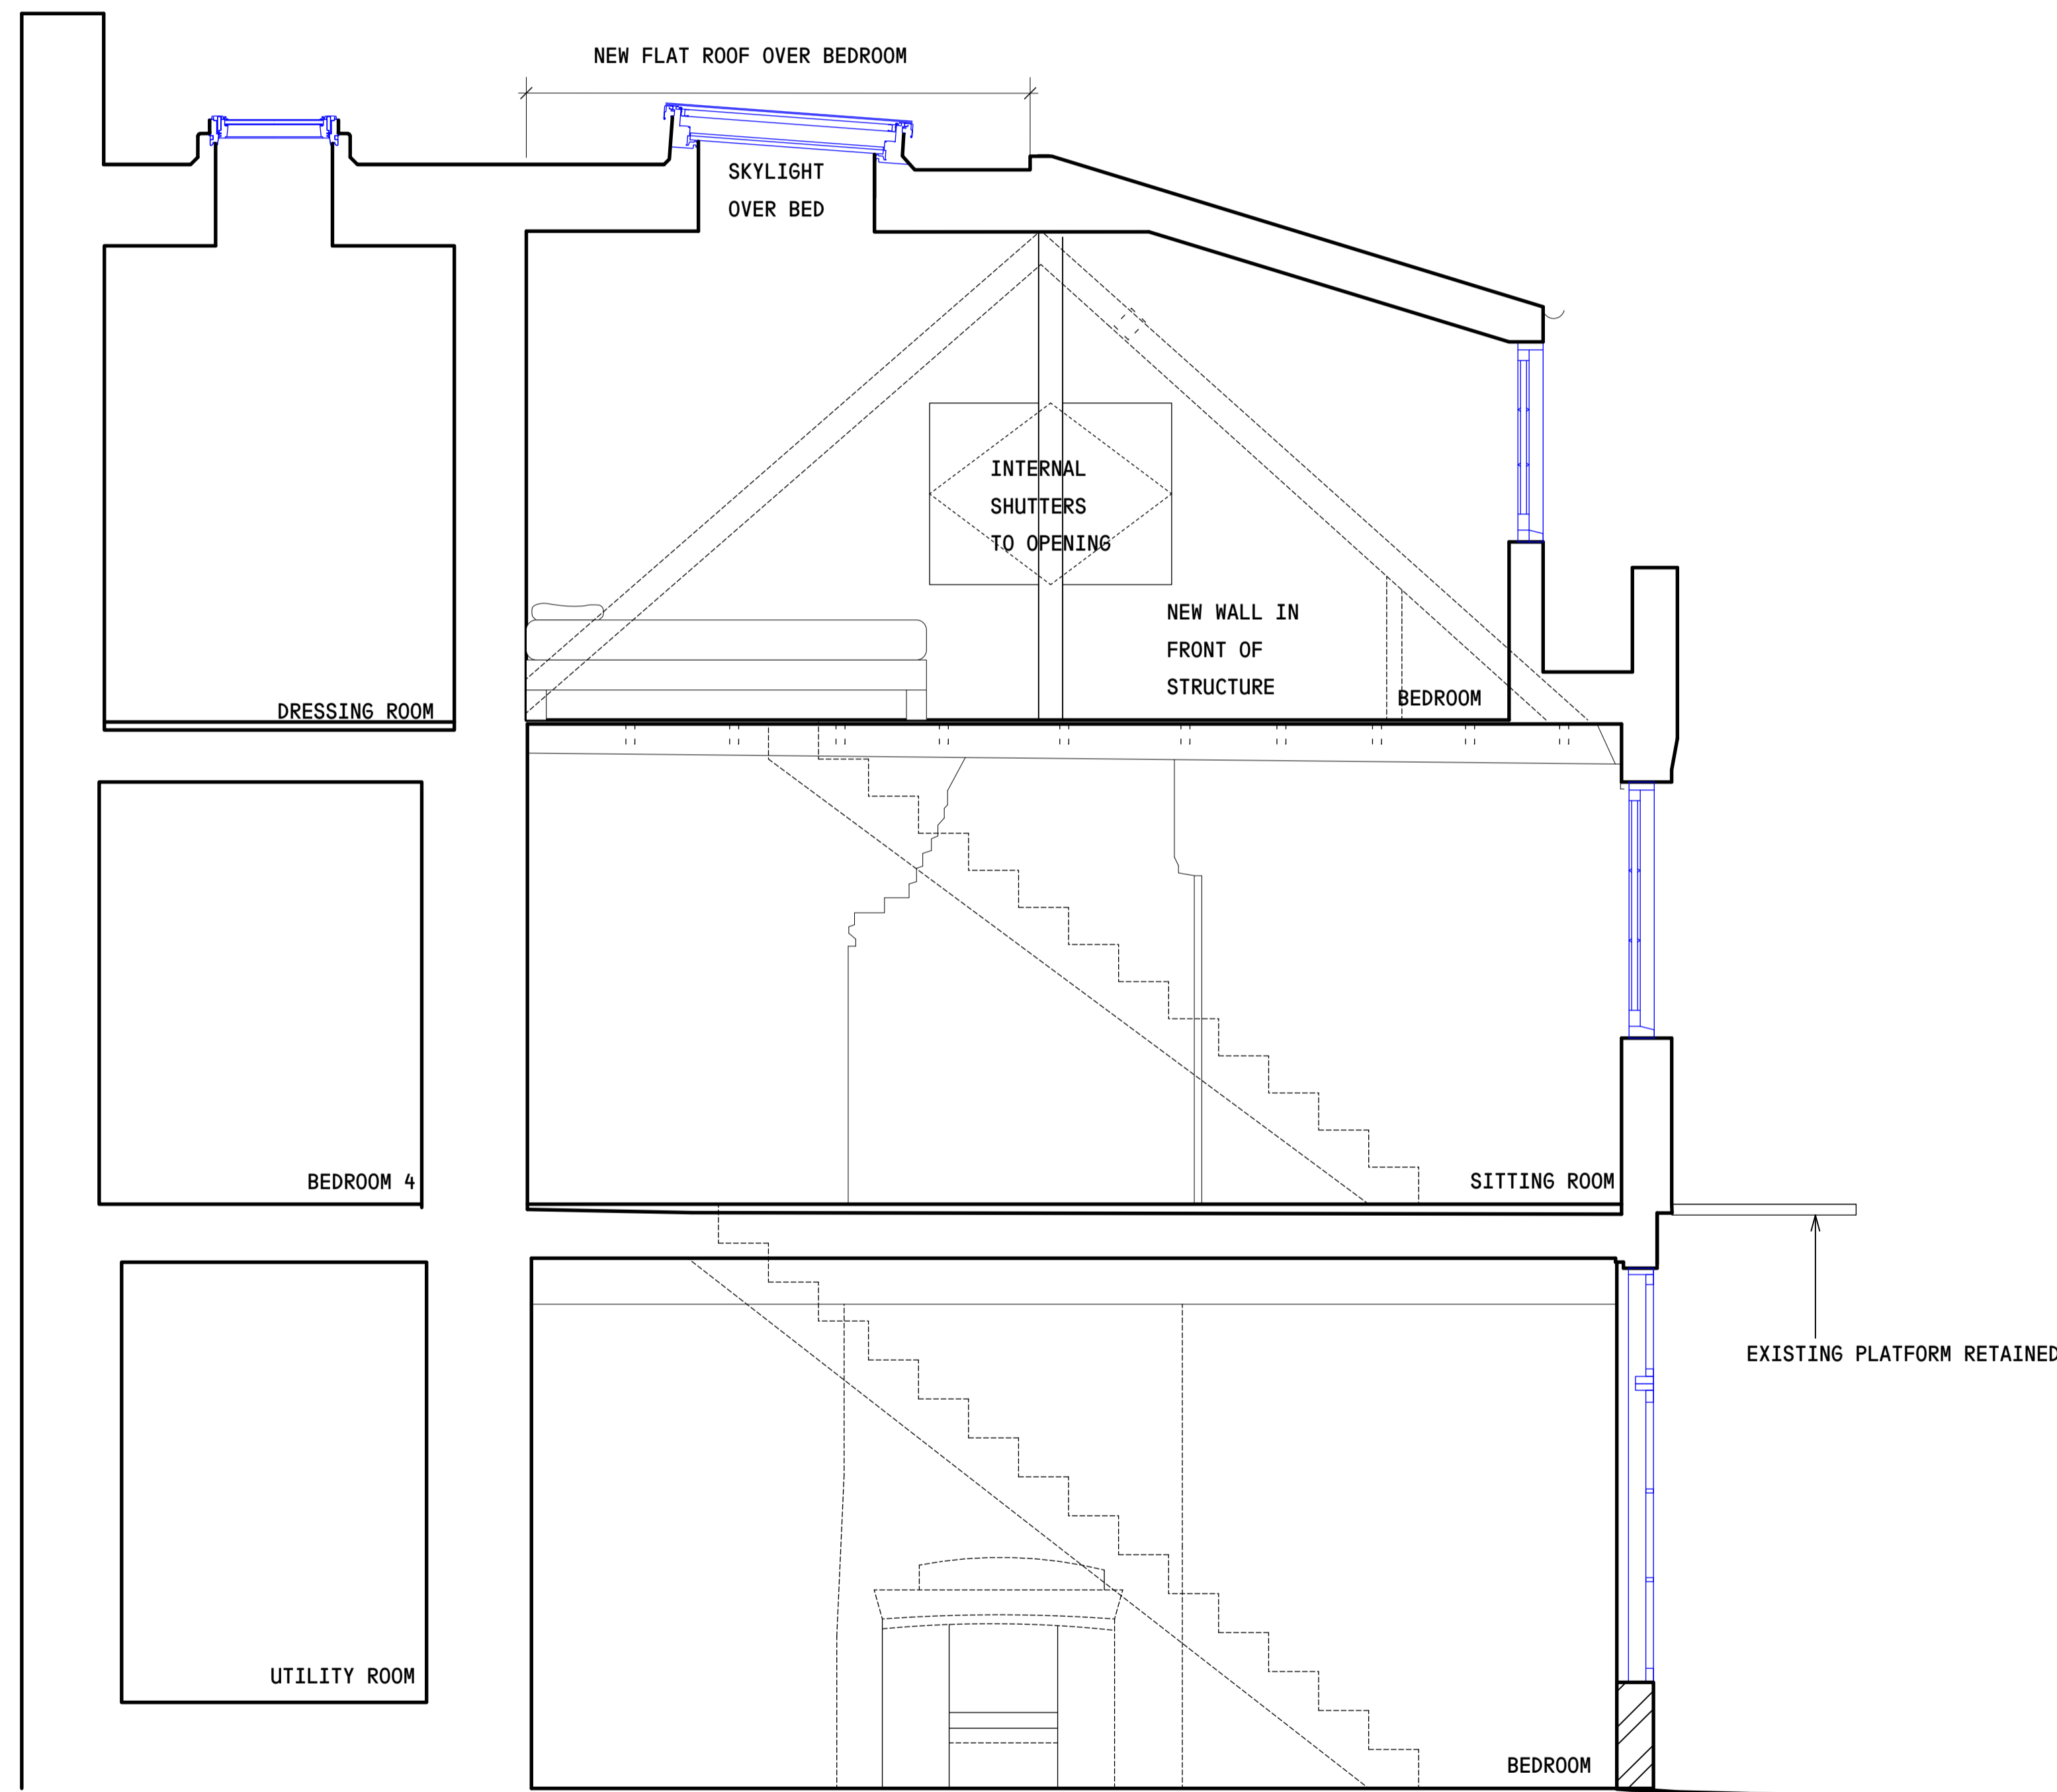 NEW FLAT ROOF OVER BEDROOM
SKYLIGHT
OVER BED
INTERNAL
SHUTTERS
TO OPENING
NEW WALL IN
FRONT OF
STRUCTURE
BEDROOM
DRESSING ROOM
BEDROOM 4
SITTING ROOM
EXISTING PLATFORM RETAINED
UTILITY ROOM
BEDROOM